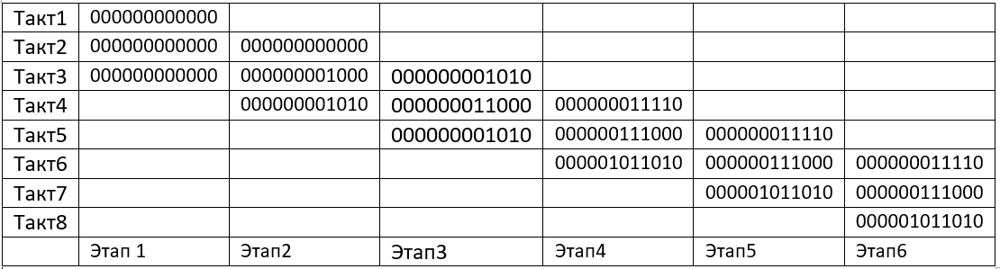 Такт1 000000000000
Такт2 000000000000 000000000000
Такт3 000000000000 000000001000 000000001010
Такт4 000000001010 000000011000 000000011110
Такт5 000000001010 000000111000 000000011110
Такт6 000001011010 000000111000 000000011110
Такт7 000001011010 000000111000
Такт8 000001011010
Этап 1 Этап2 Этап3 Этап4 Этап5 Этап6